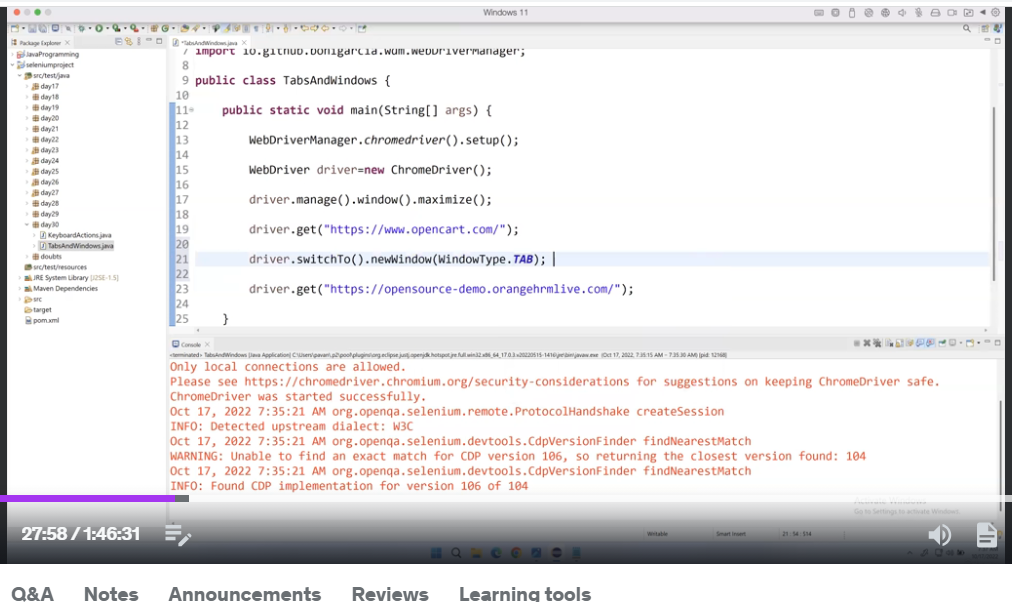 Windows 11
Package Explorer
*TabsAndWindows.java
JavaProgramming
seleniumproject
src/test/java
day17
day18
day19
day20
day21
day22
day23
day24
day25
day26
day27
day28
day29
day30
KeyboardActions.java
TabsAndWindows.java
doubts
src/test/resources
JRE System Library [J2SE-1.5]
Maven Dependencies
src
target
pom.xml
7 import io.github.bonigarcia.wdm.WebDriverManager;
8
9 public class TabsAndWindows {
10
11 public static void main(String[] args) {
12
13 WebDriverManager.chromedriver().setup();
14
15 WebDriver driver=new ChromeDriver();
16
17 driver.manage().window().maximize();
18
19 driver.get("https://www.opencart.com/");
20
21 driver.switchTo().newWindow(WindowType.TAB);
22
23 driver.get("https://opensource-demo.orangehrmlive.com/");
24
25 }
Console
<terminated> TabsAndWindows [Java Application] C:\Users\pavan\.p2\pool\plugins\org.eclipse.justj.openjdk.hotspot.jre.full.win32.x86_64_17.0.3.v20220515-1416\jre\bin\javaw.exe (Oct 17, 2022, 7:35:15 AM – 7:35:30 AM) [pid: 12168]
Only local connections are allowed.
Please see https://chromedriver.chromium.org/security-considerations for suggestions on keeping ChromeDriver safe.
ChromeDriver was started successfully.
Oct 17, 2022 7:35:21 AM org.openqa.selenium.remote.ProtocolHandshake createSession
INFO: Detected upstream dialect: W3C
Oct 17, 2022 7:35:21 AM org.openqa.selenium.devtools.CdpVersionFinder findNearestMatch
WARNING: Unable to find an exact match for CDP version 106, so returning the closest version found: 104
Oct 17, 2022 7:35:21 AM org.openqa.selenium.devtools.CdpVersionFinder findNearestMatch
INFO: Found CDP implementation for version 106 of 104
Activate Windows
Go to Settings to activate Windows.
27:58 / 1:46:31
Writable
Smart Insert
21 : 54 : 514
Q&A
Notes
Announcements
Reviews
Learning tools